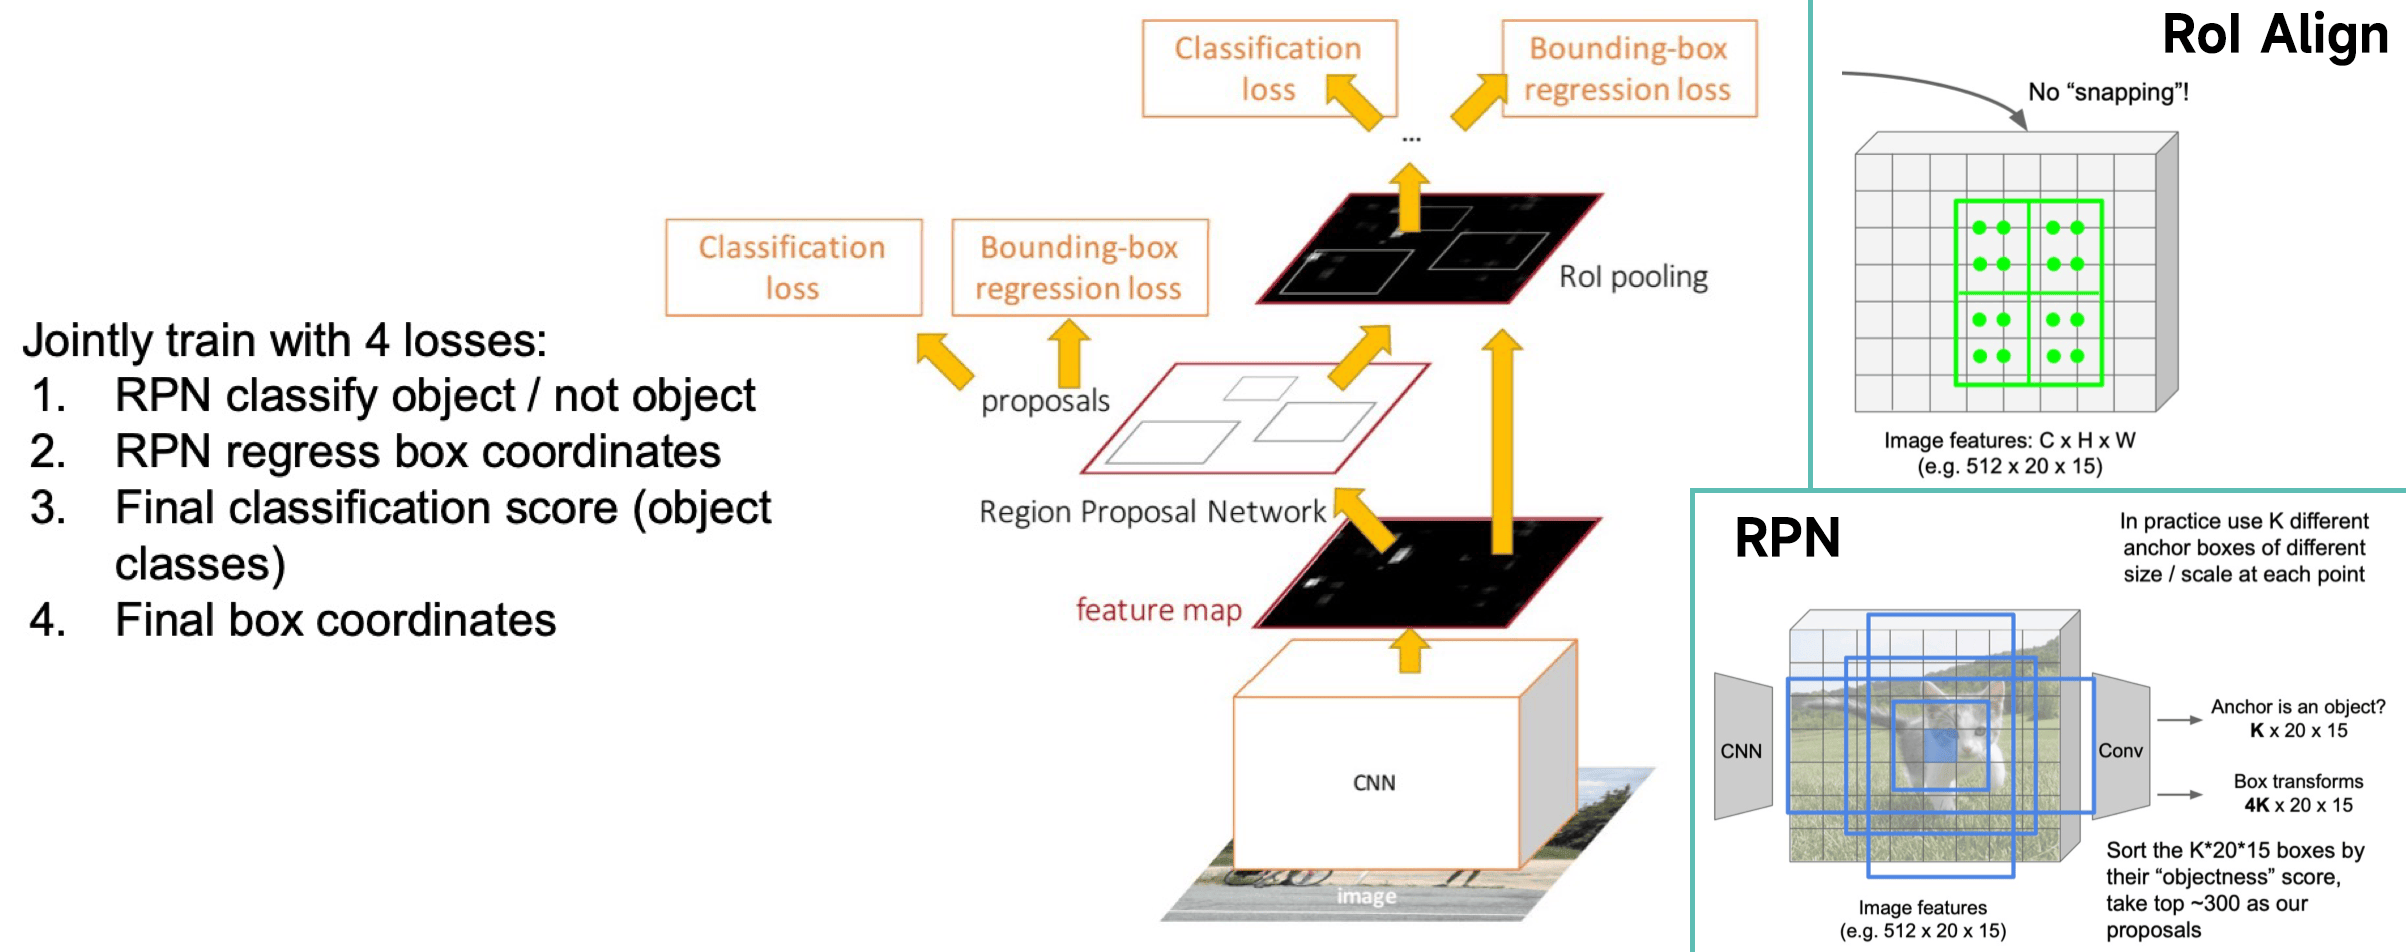 Jointly train with 4 losses:
1. RPN classify object / not object
2. RPN regress box coordinates
3. Final classification score (object
classes)
4. Final box coordinates
Classification
loss
Bounding-box
regression loss
...
RoI pooling
Classification
loss
Bounding-box
regression loss
proposals
Region Proposal Network
feature map
CNN
image
RoI Align
No “snapping”!
Image features: C x H x W
(e.g. 512 x 20 x 15)
RPN
In practice use K different
anchor boxes of different
size / scale at each point
CNN
Conv
Anchor is an object?
K x 20 x 15
Box transforms
4K x 20 x 15
Sort the K*20*15 boxes by
their “objectness” score,
take top ~300 as our
proposals
Image features
(e.g. 512 x 20 x 15)